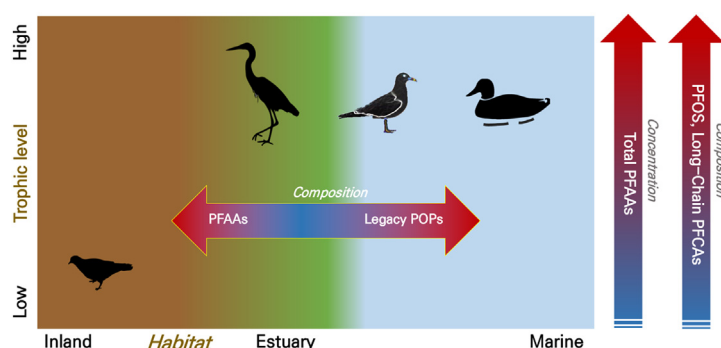 High
Trophic level
Low
Composition
PFAAs
Legacy POPs
Inland
Habitat
Estuary
Marine
Total PFAAs
Concentration
PFOS, Long-Chain PFCAs
Composition